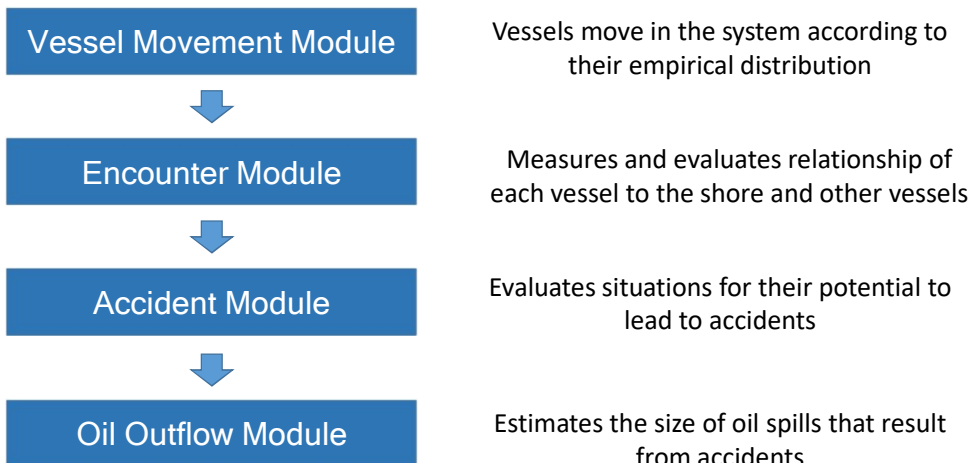 Vessel Movement Module
Vessels move in the system according to
their empirical distribution
Encounter Module
Measures and evaluates relationship of
each vessel to the shore and other vessels
Accident Module
Evaluates situations for their potential to
lead to accidents
Oil Outflow Module
Estimates the size of oil spills that result
from accidents